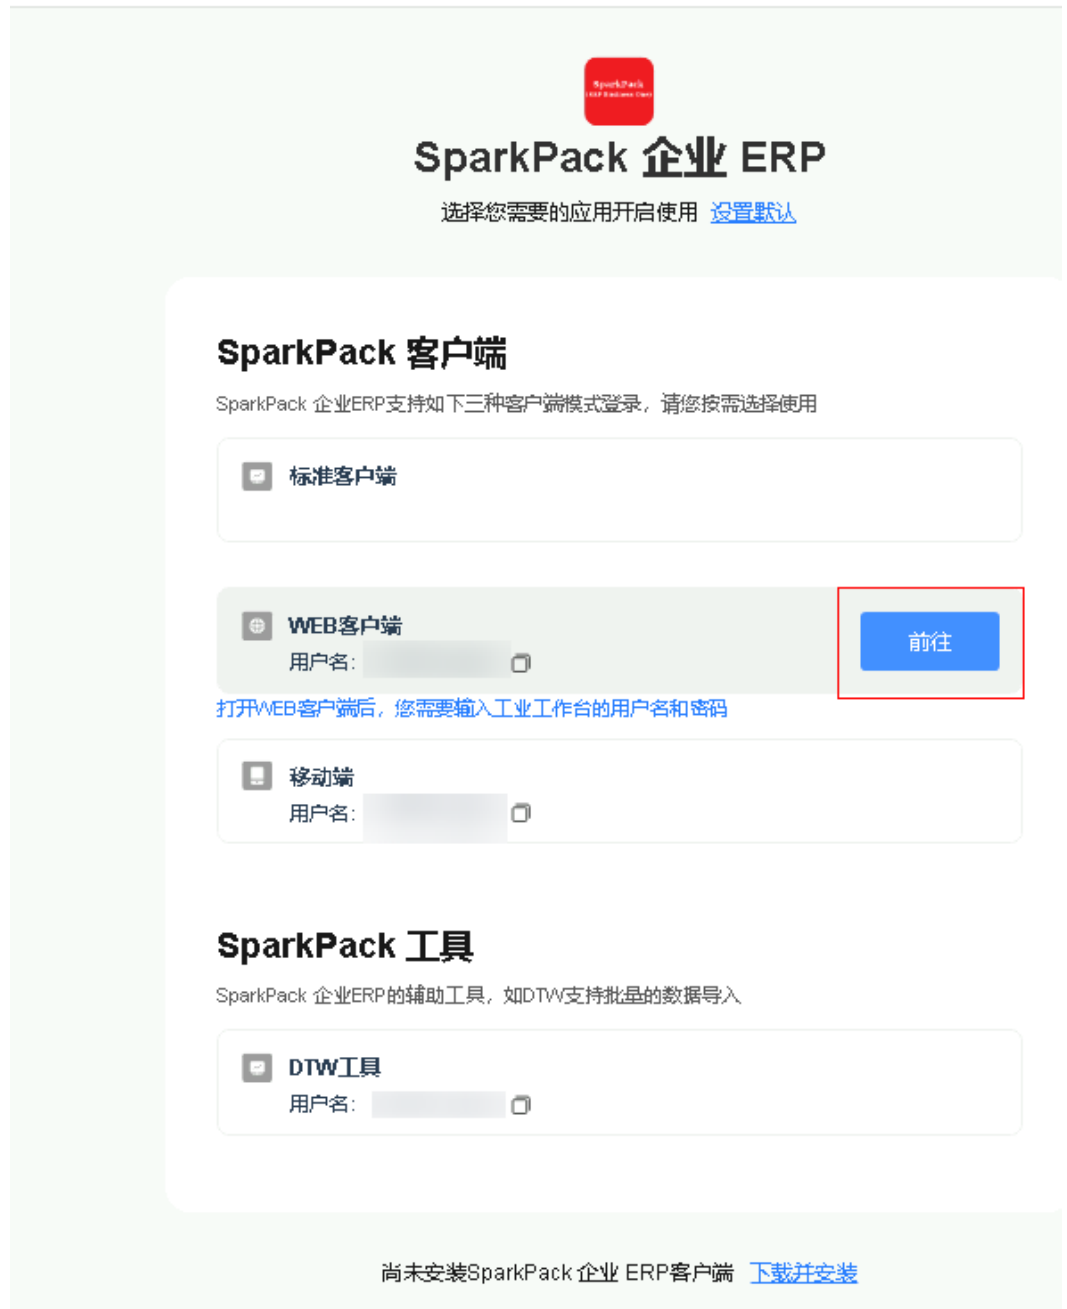 SparkPack
SparkPack 企业 ERP
选择您需要的应用开启使用 设置默认
SparkPack 客户端
SparkPack 企业ERP支持如下三种客户端模式登录，请您按需选择使用
标准客户端
WEB客户端
用户名：
前往
打开WEB客户端后，您需要输入工业工作台的用户名和密码
移动端
用户名：
SparkPack 工具
SparkPack 企业ERP的辅助工具，如DTW支持批量的数据导入
DTW工具
用户名：
尚未安装SparkPack 企业 ERP客户端 下载并安装